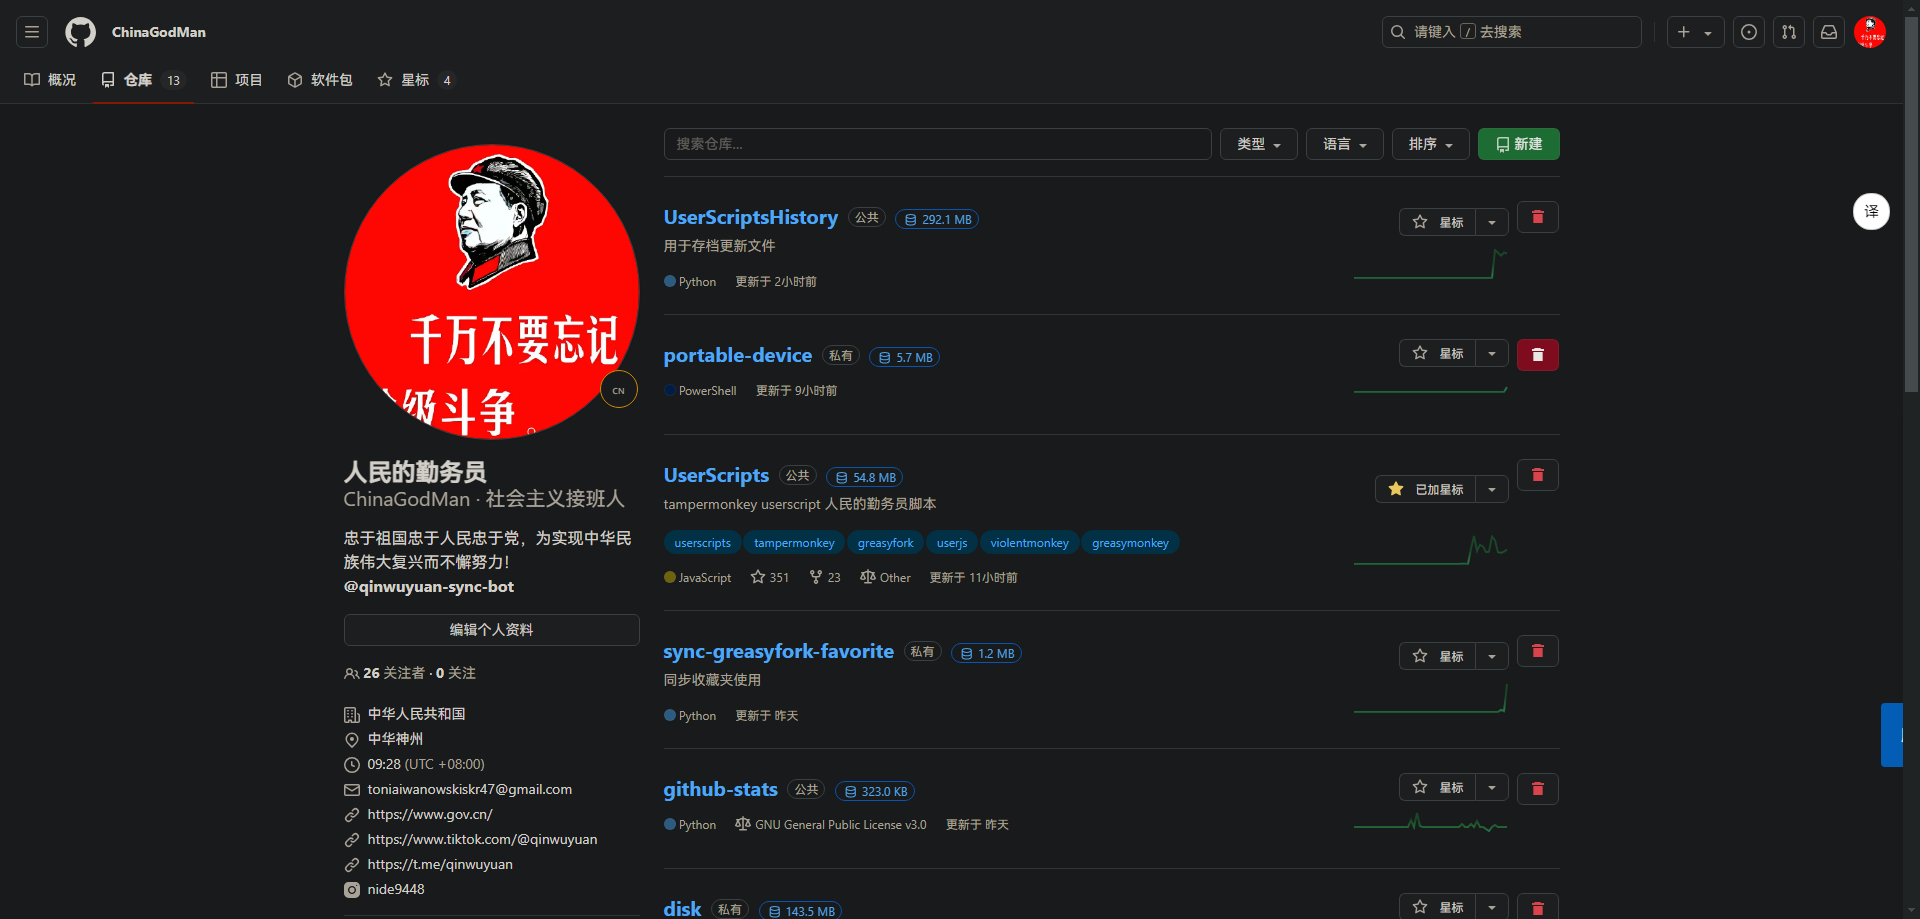 ChinaGodMan
请键入 / 去搜索
概况
仓库 13
项目
软件包
星标 4
千万不要忘记
级斗争。
CN
人民的勤务员
ChinaGodMan · 社会主义接班人
忠于祖国忠于人民忠于党，为实现中华民
族伟大复兴而不懈努力！
@qinwuyuan-sync-bot
编辑个人资料
26 关注者 · 0 关注
中华人民共和国
中华神州
09:28 (UTC +08:00)
toniaiwanowskiskr47@gmail.com
https://www.gov.cn/
https://www.tiktok.com/@qinwuyuan
https://t.me/qinwuyuan
nide9448
搜索仓库...
类型
语言
排序
新建
UserScriptsHistory 公共 292.1 MB
星标
用于存档更新文件
Python 更新于 2小时前
portable-device 私有 5.7 MB
星标
PowerShell 更新于 9小时前
UserScripts 公共 54.8 MB
已加星标
tampermonkey userscript 人民的勤务员脚本
userscripts tampermonkey greasyfork userjs violentmonkey greasymonkey
JavaScript 351 23 Other 更新于 11小时前
sync-greasyfork-favorite 私有 1.2 MB
星标
同步收藏夹使用
Python 更新于 昨天
github-stats 公共 323.0 KB
星标
Python GNU General Public License v3.0 更新于 昨天
disk 私有 143.5 MB
星标
译